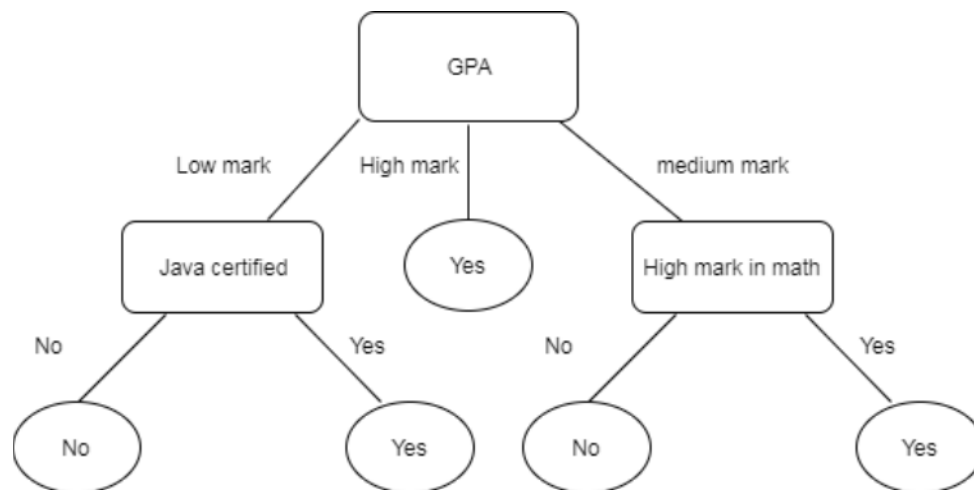 GPA
Low mark
High mark
medium mark
Java certified
Yes
High mark in math
No
Yes
No
Yes
No
Yes
No
Yes